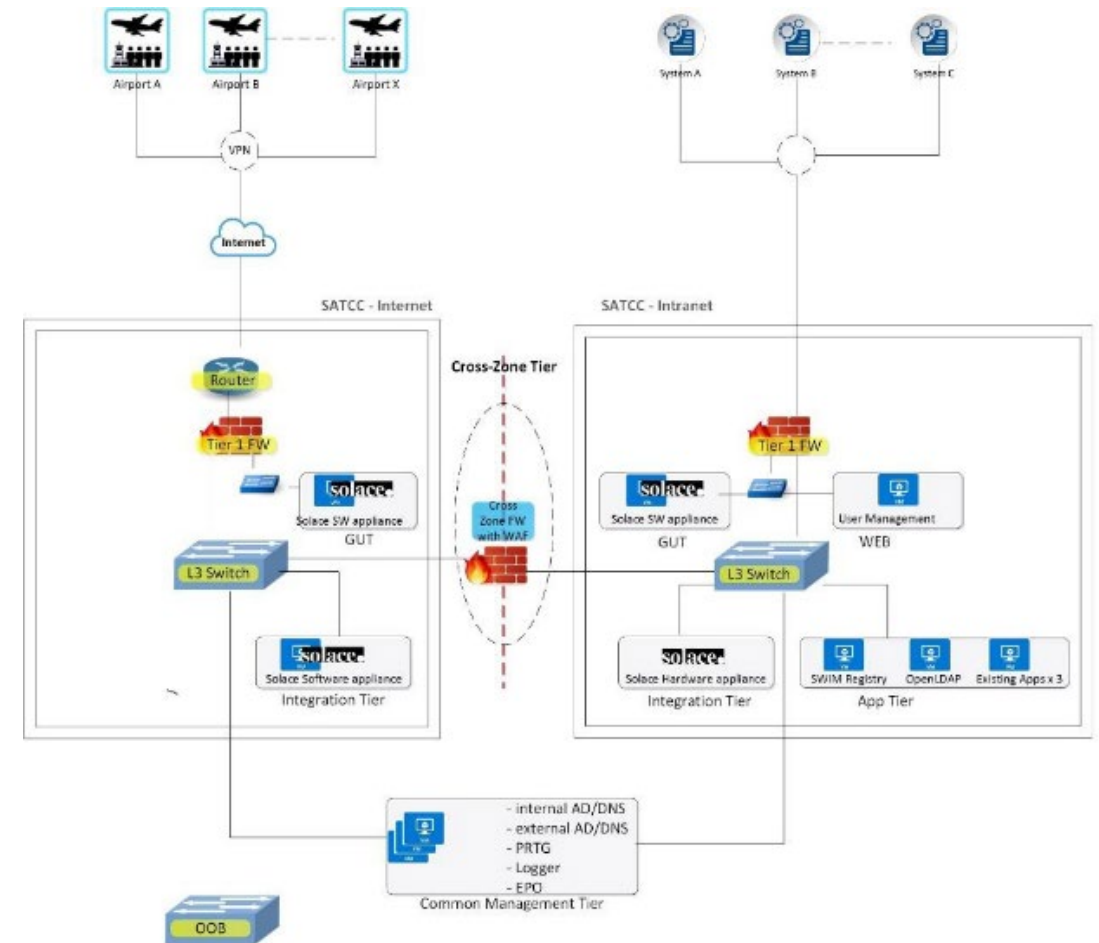 Airport A
Airport B
Airport X
System A
System B
System C
VPN
Internet
SATCC - Internet
SATCC - Intranet
Router
Cross-Zone Tier
Tier 1 FW
Tier 1 FW
solace.
Solace SW appliance
GUT
Cross
Zone FW
with WAF
solace.
Solace SW appliance
GUT
User Management
WEB
L3 Switch
L3 Switch
solace.
Solace Software appliance
Integration Tier
solace.
Solace Hardware appliance
Integration Tier
SWIM Registry
OpenLDAP
Existing Apps x 3
App Tier
- internal AD/DNS
- external AD/DNS
- PRTG
- Logger
- EPO
Common Management Tier
OOB